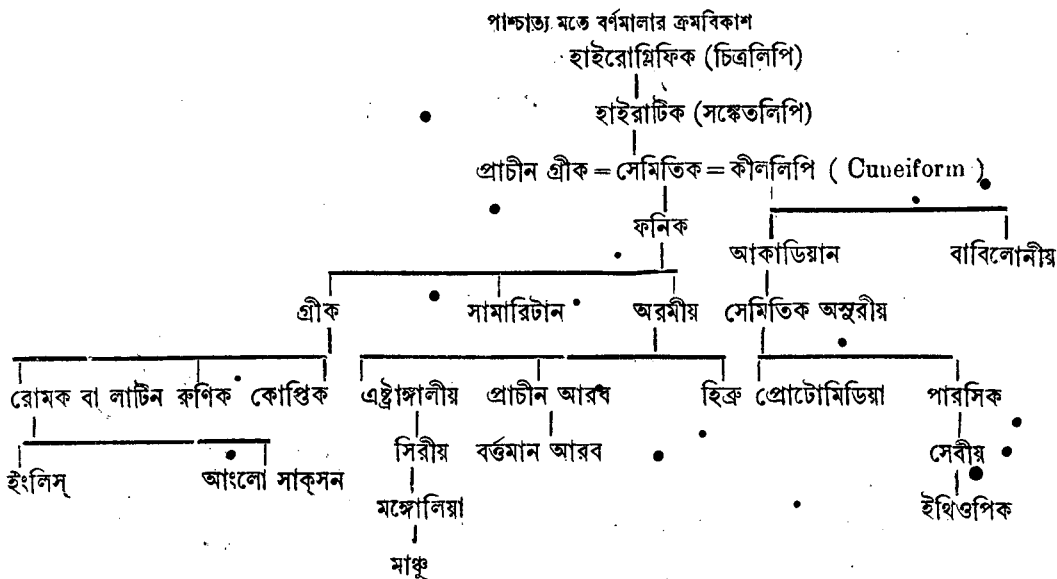 পাশ্চাত্য মতে বর্ণমালার ক্রমবিকাশ
হাইরোগ্লিফিক (চিত্রলিপি)
হাইরাটিক (সঙ্কেতলিপি)
প্রাচীন গ্রীক = সেমিতিক = কীললিপি ( Cuneiform )
ফনিক
আকাডিয়ান বাবিলোনীয়
গ্রীক সামারিটান অরমীয় সেমিতিক অসুরীয়
রোমক বা লাটিন রুণিক কোপ্তিক এষ্ট্রাঙ্গালীয় প্রাচীন আরব হিব্রু প্রোটোমিডিয়া পারসিক
সিরীয় বর্ত্তমান আরব সেবীয়
ইংলিস্ আংলো সাক্‌সন
মঙ্গোলিয়া ইথিওপিক
মাঞ্চু